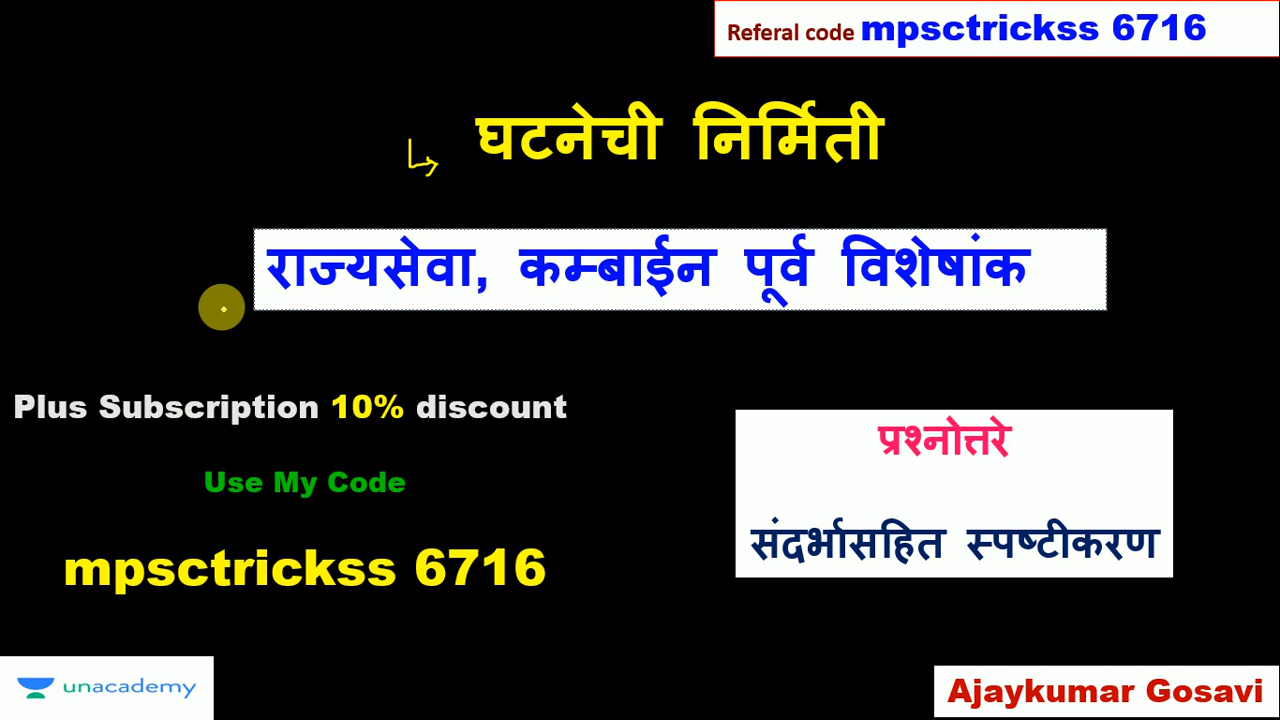 Referal code mpsctrickss 6716
घटनेची निर्मिती
राज्यसेवा, कम्बाईन पूर्व विशेषांक
Plus Subscription 10% discount
Use My Code
mpsctrickss 6716
प्रश्नोत्तरे
संदर्भासहित स्पष्टीकरण
unacademy
Ajaykumar Gosavi